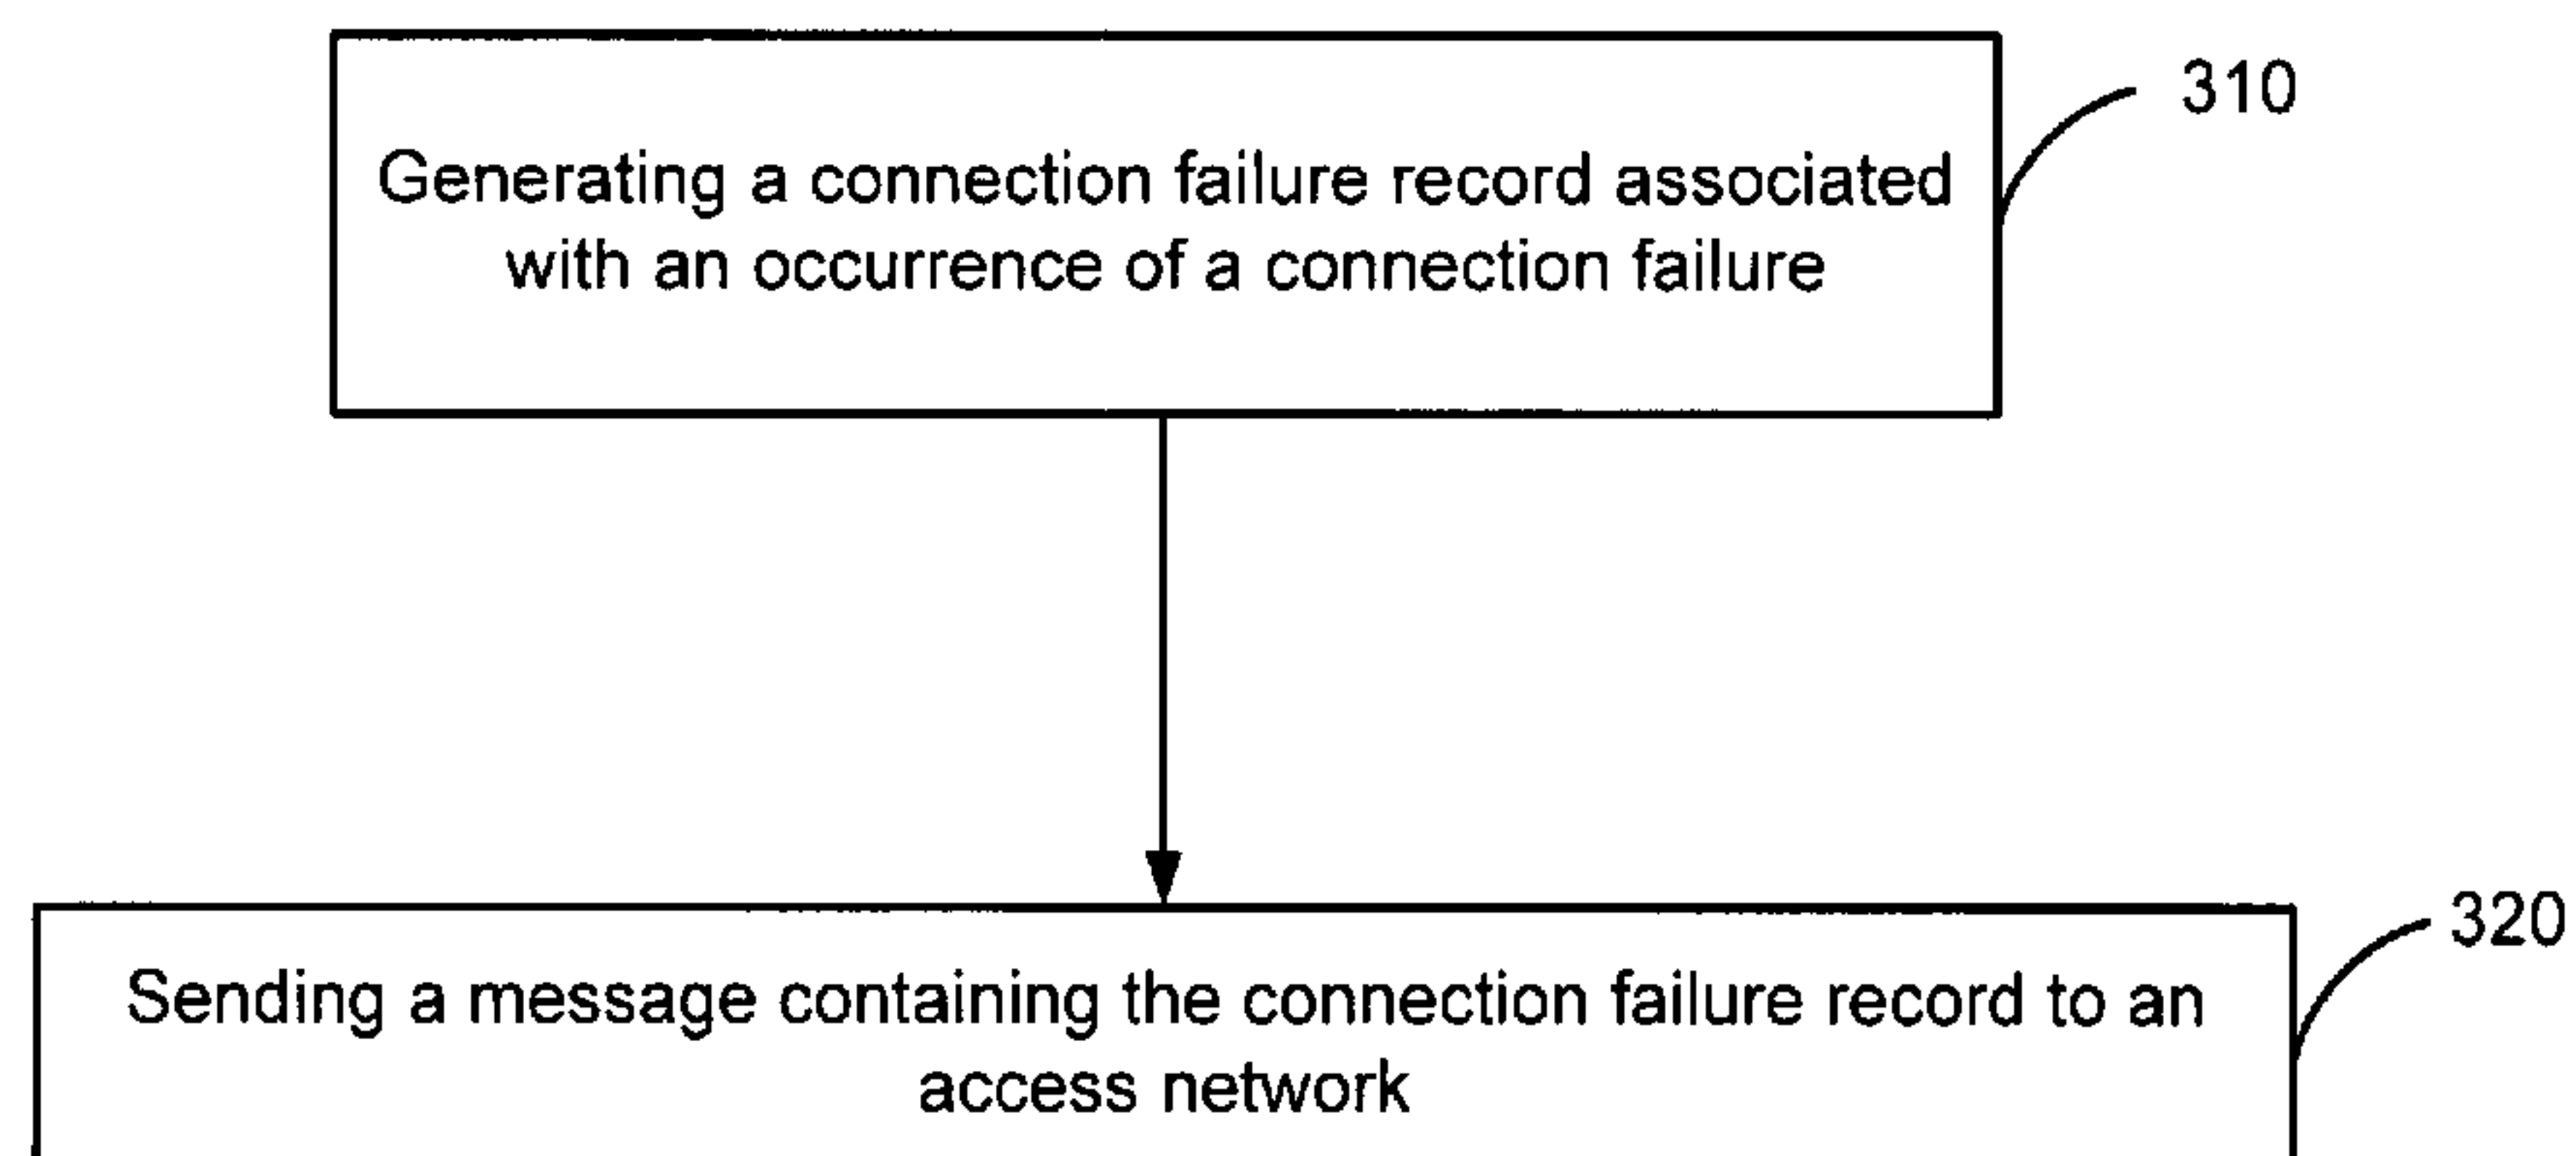 310
Generating a connection failure record associated
with an occurrence of a connection failure
320
Sending a message containing the connection failure record to an
access network